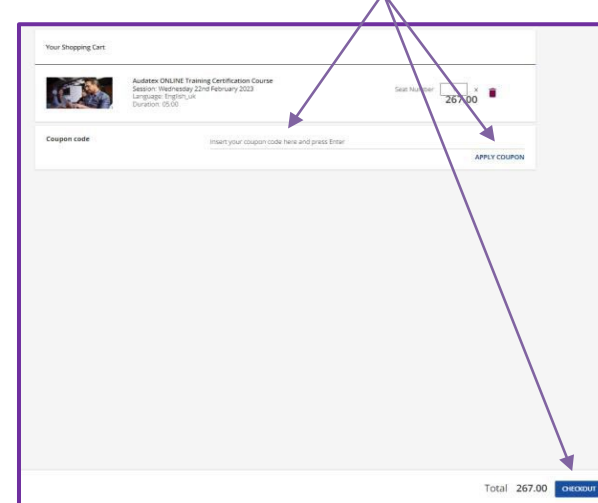 Your Shopping Cart
Audatex ONLINE Training Certification Course
Session: Wednesday 22nd February 2023
Language: English_uk
Duration: 05:00
Seat Number x
267.00
Coupon code
Insert your coupon code here and press Enter
APPLY COUPON
Total 267.00 CHECKOUT